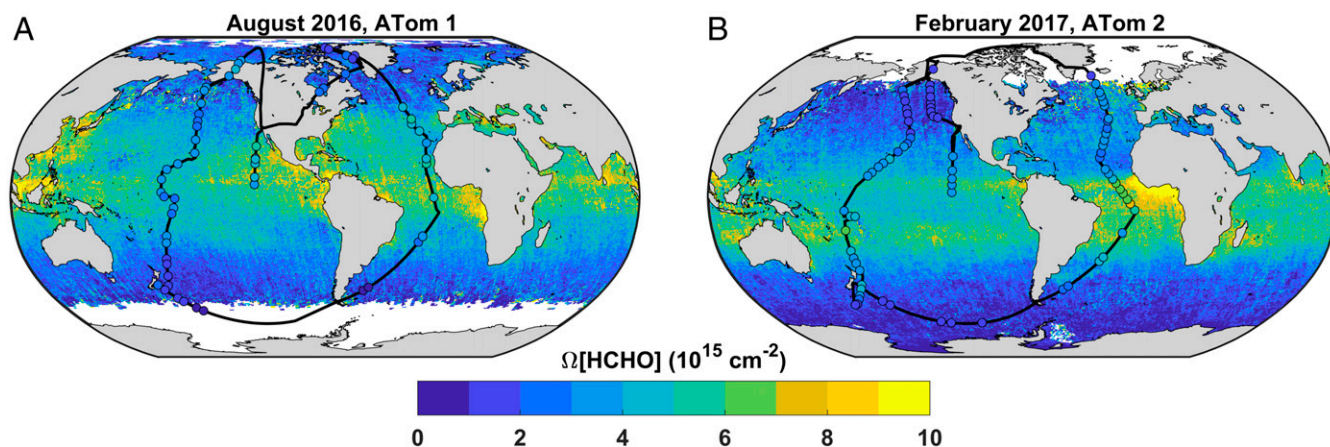 A
August 2016, ATom 1
B
February 2017, ATom 2
Ω[HCHO] (10¹⁵ cm⁻²)
0 2 4 6 8 10